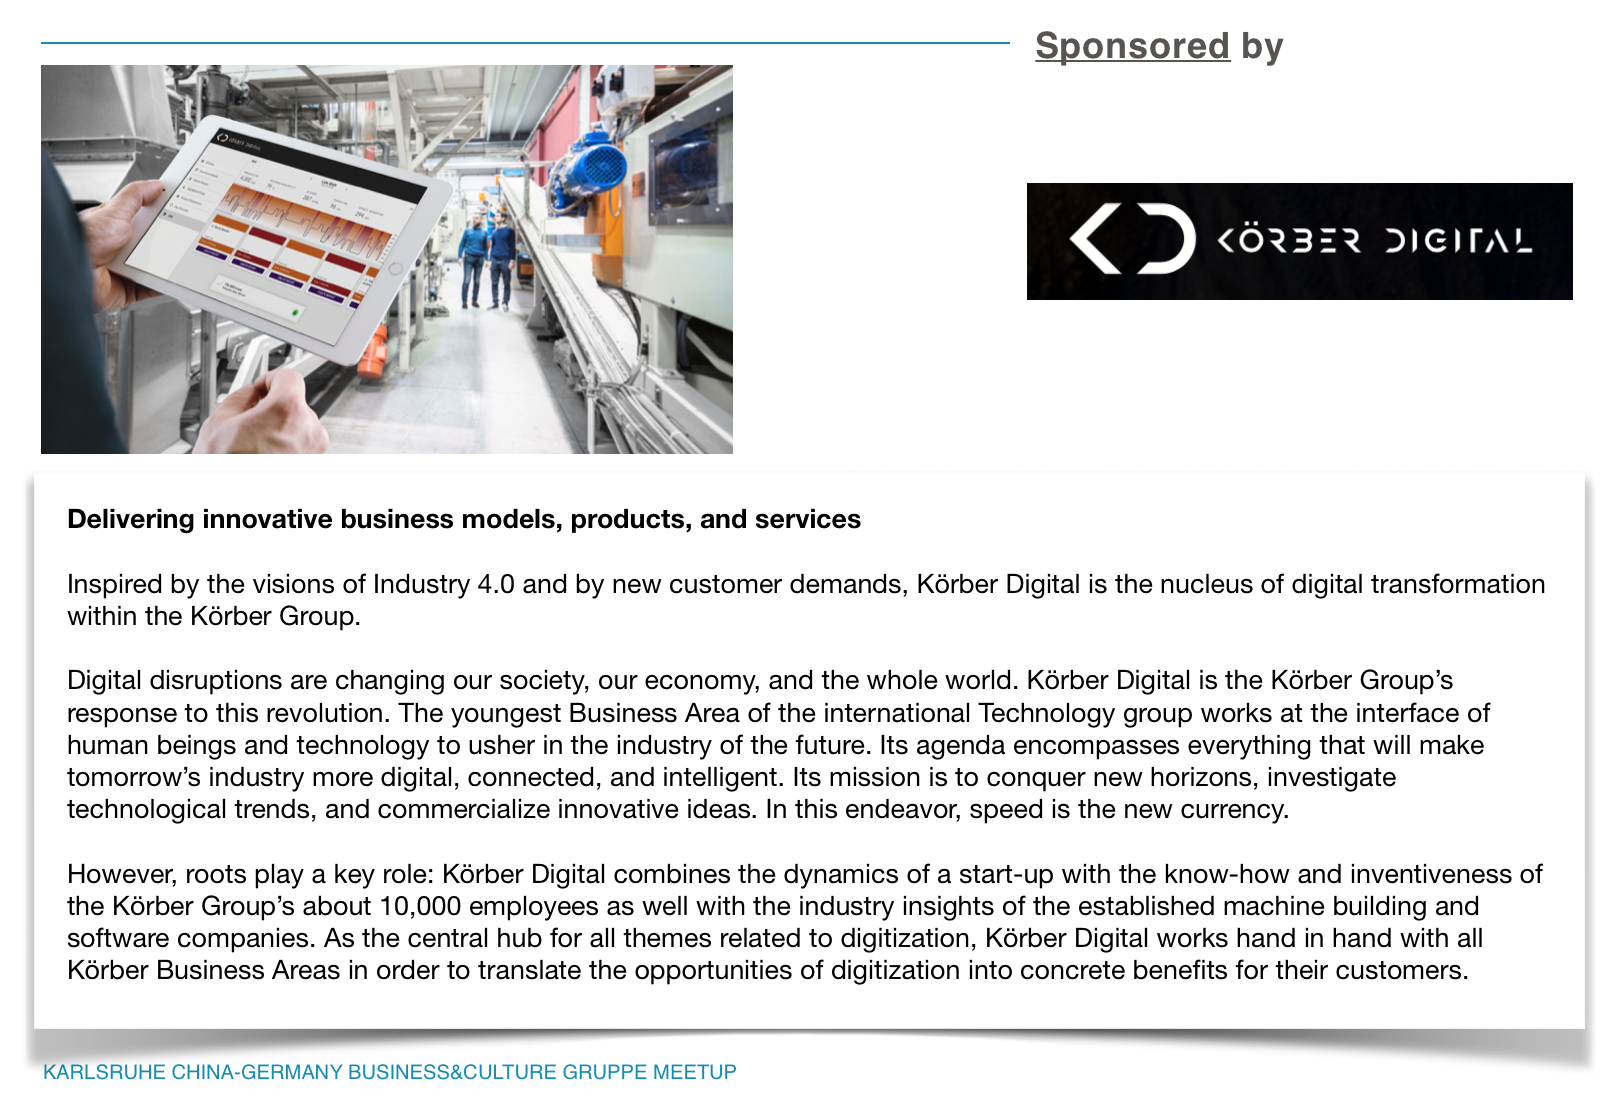 Sponsored by
KÖRBER DIGITAL
Delivering innovative business models, products, and services
Inspired by the visions of Industry 4.0 and by new customer demands, Körber Digital is the nucleus of digital transformation
within the Körber Group.
Digital disruptions are changing our society, our economy, and the whole world. Körber Digital is the Körber Group’s
response to this revolution. The youngest Business Area of the international Technology group works at the interface of
human beings and technology to usher in the industry of the future. Its agenda encompasses everything that will make
tomorrow’s industry more digital, connected, and intelligent. Its mission is to conquer new horizons, investigate
technological trends, and commercialize innovative ideas. In this endeavor, speed is the new currency.
However, roots play a key role: Körber Digital combines the dynamics of a start-up with the know-how and inventiveness of
the Körber Group’s about 10,000 employees as well with the industry insights of the established machine building and
software companies. As the central hub for all themes related to digitization, Körber Digital works hand in hand with all
Körber Business Areas in order to translate the opportunities of digitization into concrete benefits for their customers.
KARLSRUHE CHINA-GERMANY BUSINESS&CULTURE GRUPPE MEETUP